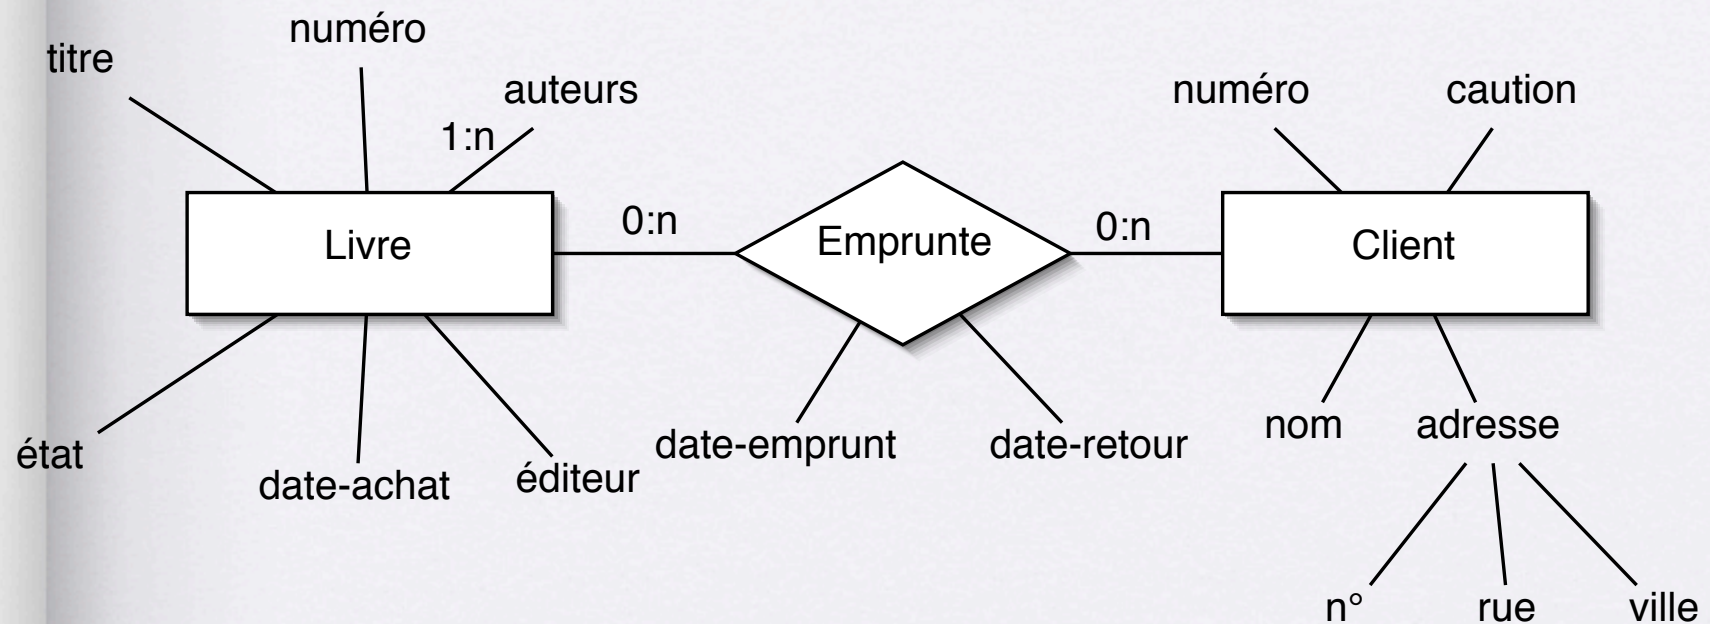 numéro
titre
auteurs
1:n
numéro
caution
Livre
0:n
Emprunte
0:n
Client
état
date-achat
éditeur
date-emprunt
date-retour
nom
adresse
n°
rue
ville